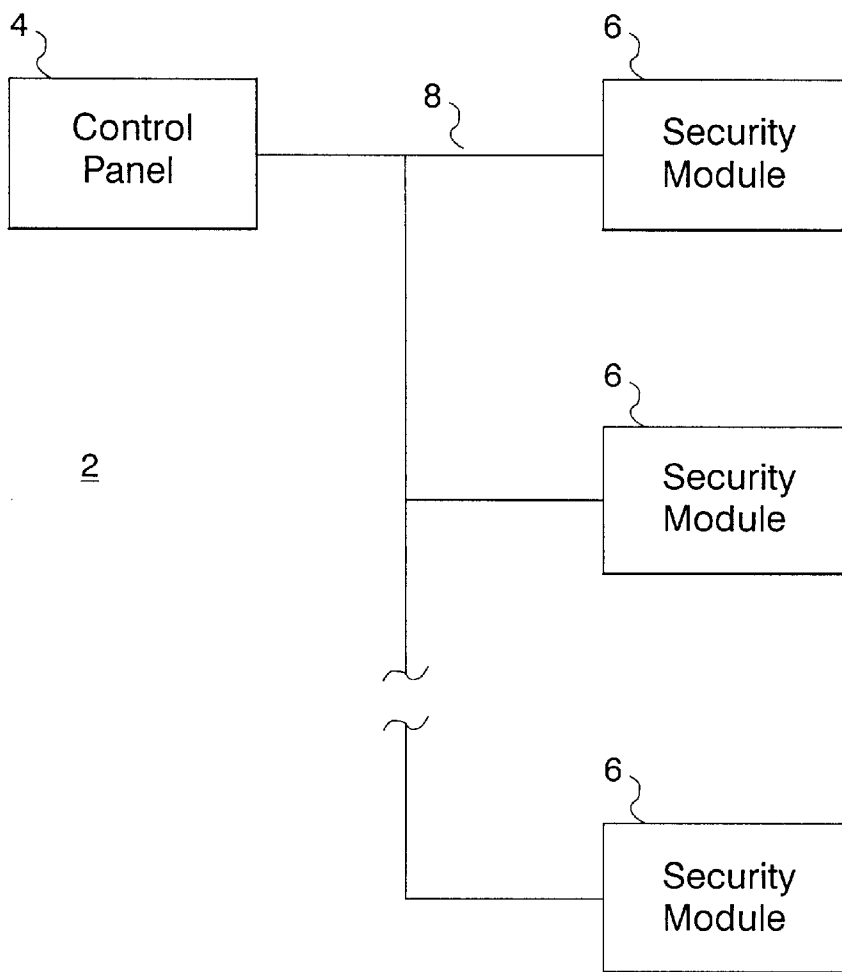 4
6
8
Control
Panel
Security
Module
6
2
Security
Module
6
Security
Module